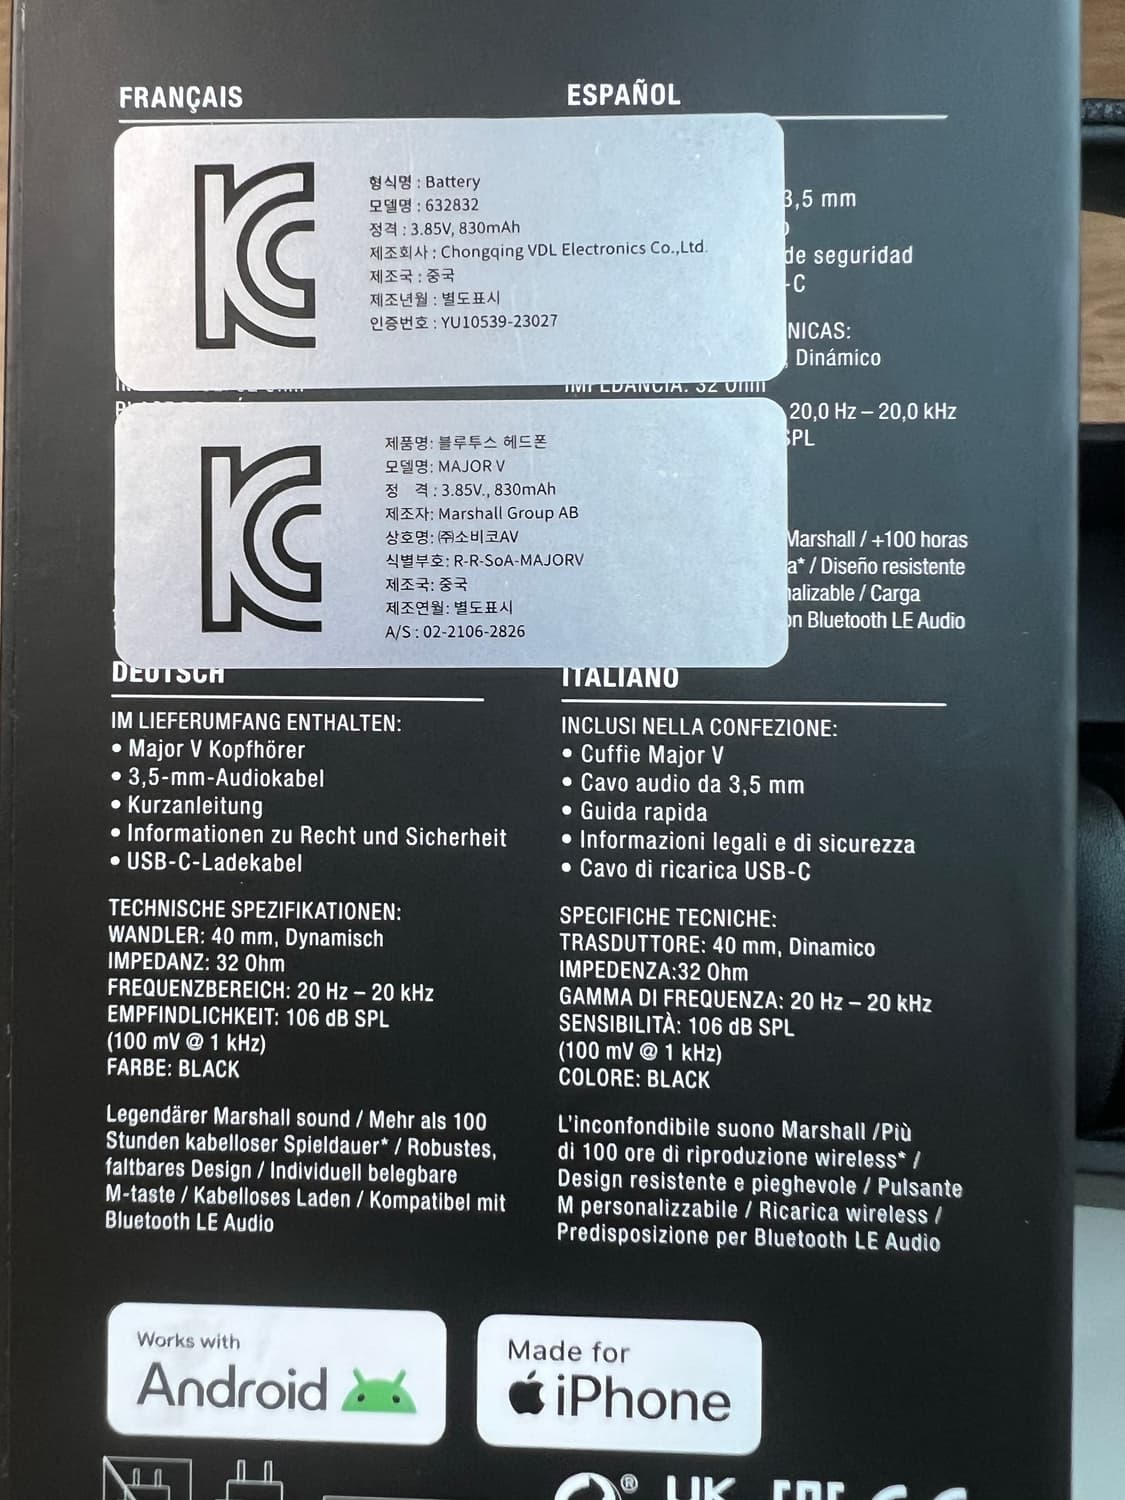 FRANÇAIS
ESPAÑOL
형식명 : Battery
모델명 : 632832
정격 : 3.85V, 830mAh
제조회사 : Chongqing VDL Electronics Co.,Ltd.
제조국 : 중국
제조년월 : 별도표시
인증번호 : YU10539-23027
3,5 mm
de seguridad
-C
NICAS:
, Dinámico
IMPEDANCIA: 32 Ohm
20,0 Hz – 20,0 kHz
SPL
제품명: 블루투스 헤드폰
모델명: MAJOR V
정 격 : 3.85V., 830mAh
제조자: Marshall Group AB
상호명: ㈜소비코AV
식별부호: R-R-SoA-MAJORV
제조국: 중국
제조연월: 별도표시
A/S : 02-2106-2826
Marshall / +100 horas
a* / Diseño resistente
nalizable / Carga
on Bluetooth LE Audio
DEUTSCH
IM LIEFERUMFANG ENTHALTEN:
• Major V Kopfhörer
• 3,5-mm-Audiokabel
• Kurzanleitung
• Informationen zu Recht und Sicherheit
• USB-C-Ladekabel
TECHNISCHE SPEZIFIKATIONEN:
WANDLER: 40 mm, Dynamisch
IMPEDANZ: 32 Ohm
FREQUENZBEREICH: 20 Hz – 20 kHz
EMPFINDLICHKEIT: 106 dB SPL
(100 mV @ 1 kHz)
FARBE: BLACK
Legendärer Marshall sound / Mehr als 100
Stunden kabelloser Spieldauer* / Robustes,
faltbares Design / Individuell belegbare
M-taste / Kabelloses Laden / Kompatibel mit
Bluetooth LE Audio
ITALIANO
INCLUSI NELLA CONFEZIONE:
• Cuffie Major V
• Cavo audio da 3,5 mm
• Guida rapida
• Informazioni legali e di sicurezza
• Cavo di ricarica USB-C
SPECIFICHE TECNICHE:
TRASDUTTORE: 40 mm, Dinamico
IMPEDENZA:32 Ohm
GAMMA DI FREQUENZA: 20 Hz – 20 kHz
SENSIBILITÀ: 106 dB SPL
(100 mV @ 1 kHz)
COLORE: BLACK
L'inconfondibile suono Marshall /Più
di 100 ore di riproduzione wireless* /
Design resistente e pieghevole / Pulsante
M personalizzabile / Ricarica wireless /
Predisposizione per Bluetooth LE Audio
Works with
Android
Made for
iPhone
® UK EAC CE